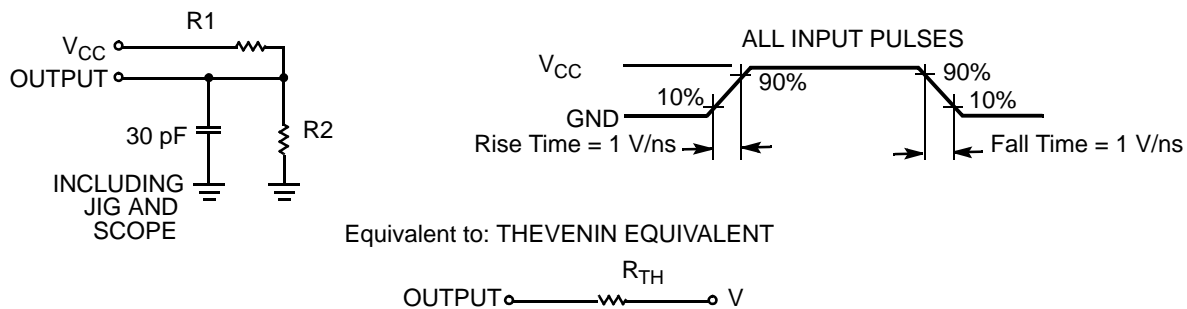 R1
VCC
OUTPUT
30 pF
R2
INCLUDING
JIG AND
SCOPE
ALL INPUT PULSES
VCC
GND
10%
90%
90%
10%
Rise Time = 1 V/ns
Fall Time = 1 V/ns
Equivalent to: THEVENIN EQUIVALENT
RTH
OUTPUT
V